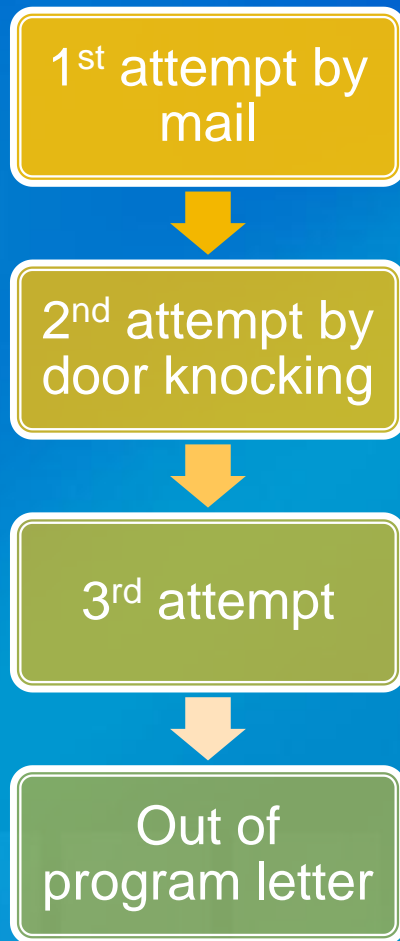 1st attempt by
mail
2nd attempt by
door knocking
3rd attempt
Out of
program letter